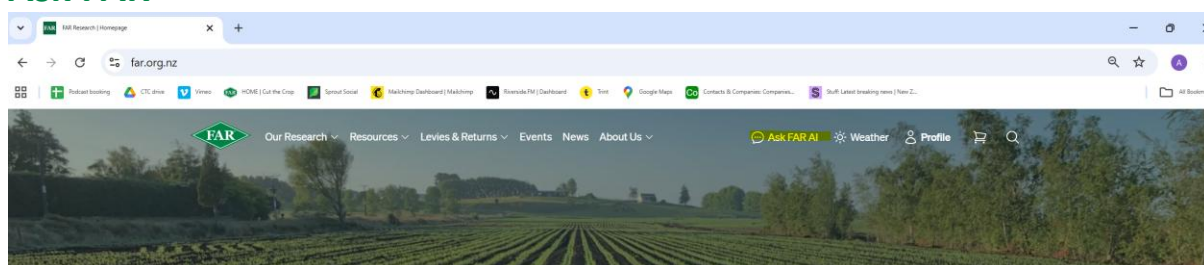 FAR Research | Homepage
far.org.nz
Podcast booking CTC drive Vimeo HOME | Cut the Crop Sprout Social Mailchimp Dashboard | Mailchimp Riverside.FM | Dashboard Trint Google Maps Contacts & Companies: Companies... Stuff: Latest breaking news | New Z... All Bookm
FAR Our Research Resources Levies & Returns Events News About Us Ask FAR AI Weather Profile